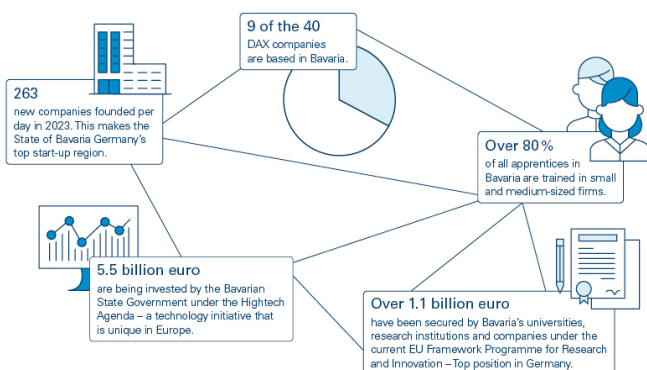 9 of the 40
DAX companies
are based in Bavaria.
263
new companies founded per
day in 2023. This makes the
State of Bavaria Germany’s
top start-up region.
Over 80%
of all apprentices in
Bavaria are trained in small
and medium-sized firms.
5.5 billion euro
are being invested by the Bavarian
State Government under the Hightech
Agenda – a technology initiative that
is unique in Europe.
Over 1.1 billion euro
have been secured by Bavaria’s universities,
research institutions and companies under the
current EU Framework Programme for Research
and Innovation – Top position in Germany.